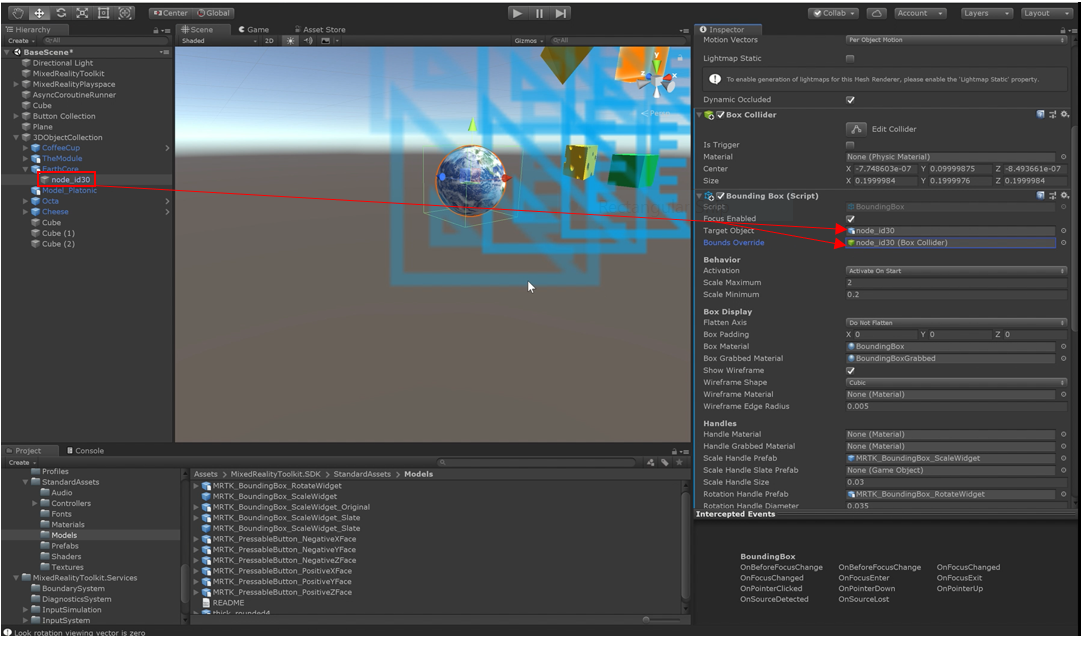 Center Global
Collab Account Layers Layout
Hierarchy
Create All
BaseScene*
Directional Light
MixedRealityToolkit
MixedRealityPlayspace
AsyncCoroutineRunner
Cube
Button Collection
Plane
3DObjectCollection
CoffeeCup
TheModule
EarthCore
node_id30
Model_Platonic
Octa
Cheese
Cube
Cube (1)
Cube (2)
Scene Game Asset Store
Shaded 2D Gizmos All
y
x
z
Persp
Inspector
Motion Vectors Per Object Motion
Lightmap Static
To enable generation of lightmaps for this Mesh Renderer, please enable the 'Lightmap Static' property.
Dynamic Occluded
Box Collider
Edit Collider
Is Trigger
Material None (Physic Material)
Center X -7.748603e-07 Y 0.09999875 Z -8.493661e-07
Size X 0.1999984 Y 0.1999976 Z 0.1999984
Bounding Box (Script)
Script BoundingBox
Focus Enabled
Target Object node_id30
Bounds Override node_id30 (Box Collider)
Behavior
Activation Activate On Start
Scale Maximum 2
Scale Minimum 0.2
Box Display
Flatten Axis Do Not Flatten
Box Padding X 0 Y 0 Z 0
Box Material BoundingBox
Box Grabbed Material BoundingBoxGrabbed
Show Wireframe
Wireframe Shape Cubic
Wireframe Material None (Material)
Wireframe Edge Radius 0.005
Handles
Handle Material None (Material)
Handle Grabbed Material None (Material)
Scale Handle Prefab MRTK_BoundingBox_ScaleWidget
Scale Handle Slate Prefab None (Game Object)
Scale Handle Size 0.03
Rotation Handle Prefab MRTK_BoundingBox_RotateWidget
Rotation Handle Diameter 0.035
Intercepted Events
BoundingBox
OnBeforeFocusChange OnBeforeFocusChange OnFocusChanged
OnFocusChanged OnFocusEnter OnFocusExit
OnPointerClicked OnPointerDown OnPointerUp
OnSourceDetected OnSourceLost
Project Console
Create
Profiles
StandardAssets
Audio
Controllers
Fonts
Materials
Models
Prefabs
Shaders
Textures
MixedRealityToolkit.Services
BoundarySystem
DiagnosticsSystem
InputSimulation
InputSystem
Assets > MixedRealityToolkit.SDK > StandardAssets > Models
MRTK_BoundingBox_RotateWidget
MRTK_BoundingBox_ScaleWidget
MRTK_BoundingBox_ScaleWidget_Original
MRTK_BoundingBox_ScaleWidget_Slate
MRTK_BoundingBox_ScaleWidget_Slate
MRTK_PressableButton_NegativeXFace
MRTK_PressableButton_NegativeYFace
MRTK_PressableButton_NegativeZFace
MRTK_PressableButton_PositiveXFace
MRTK_PressableButton_PositiveYFace
MRTK_PressableButton_PositiveZFace
README
thick_rounded4
Look rotation viewing vector is zero